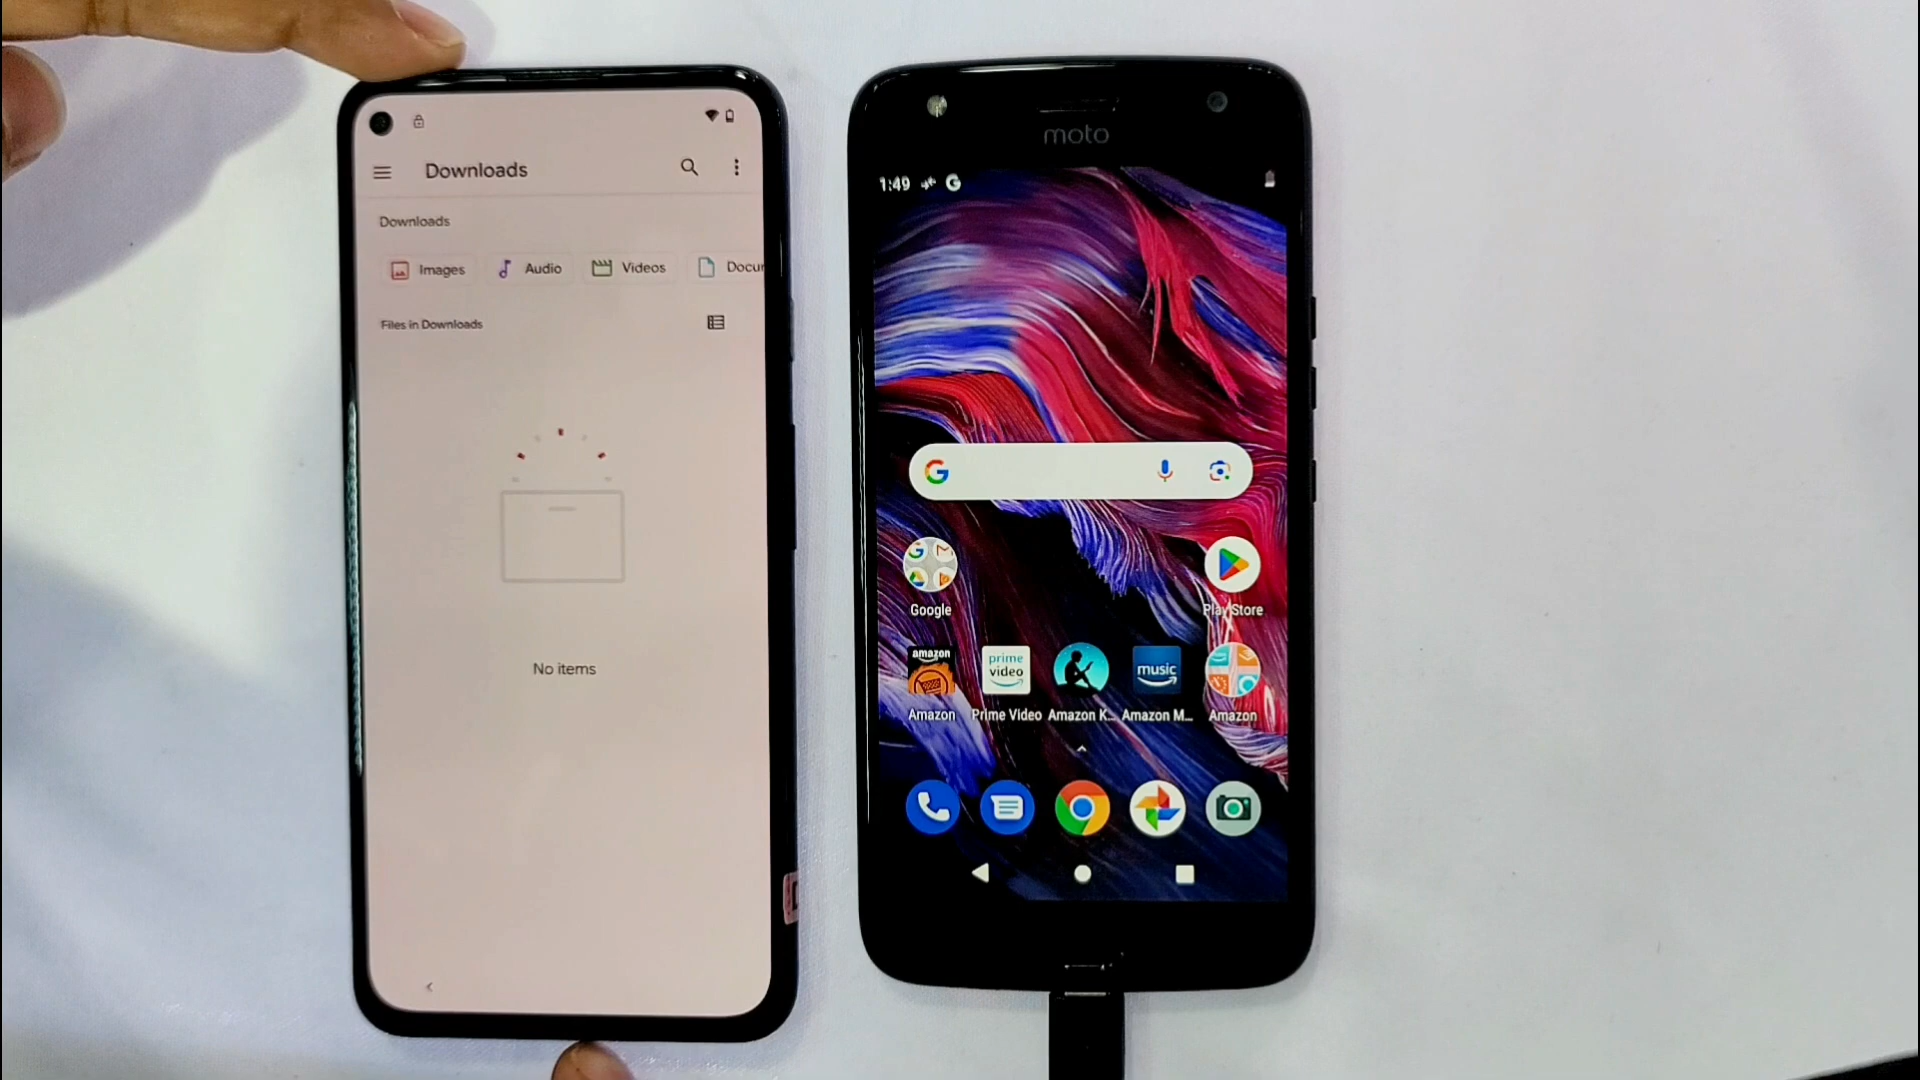 Downloads
Downloads
Images Audio Videos Docur
Files in Downloads
No items
moto
1:49 G
G
Google Play Store
amazon prime video music
Amazon Prime Video Amazon K... Amazon M... Amazon